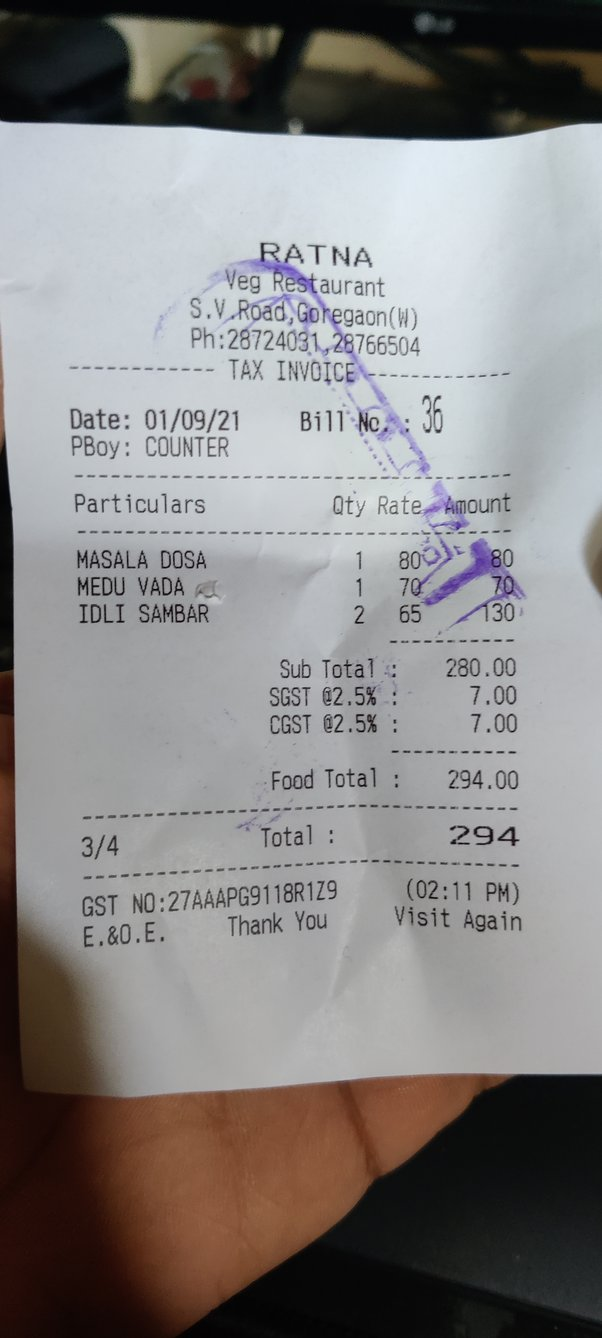 LG
RATNA
Veg Restaurant
S.V.Road,Goregaon(W)
Ph:28724031,28766504
------------ TAX INVOICE ------------
Date: 01/09/21 Bill No. : 36
PBoy: COUNTER
Particulars Qty Rate Amount
MASALA DOSA 1 80 80
MEDU VADA 1 70 70
IDLI SAMBAR 2 65 130
Sub Total : 280.00
SGST @2.5% : 7.00
CGST @2.5% : 7.00
Food Total : 294.00
3/4 Total : 294
GST NO:27AAAPG9118R1Z9 (02:11 PM)
E.&O.E. Thank You Visit Again